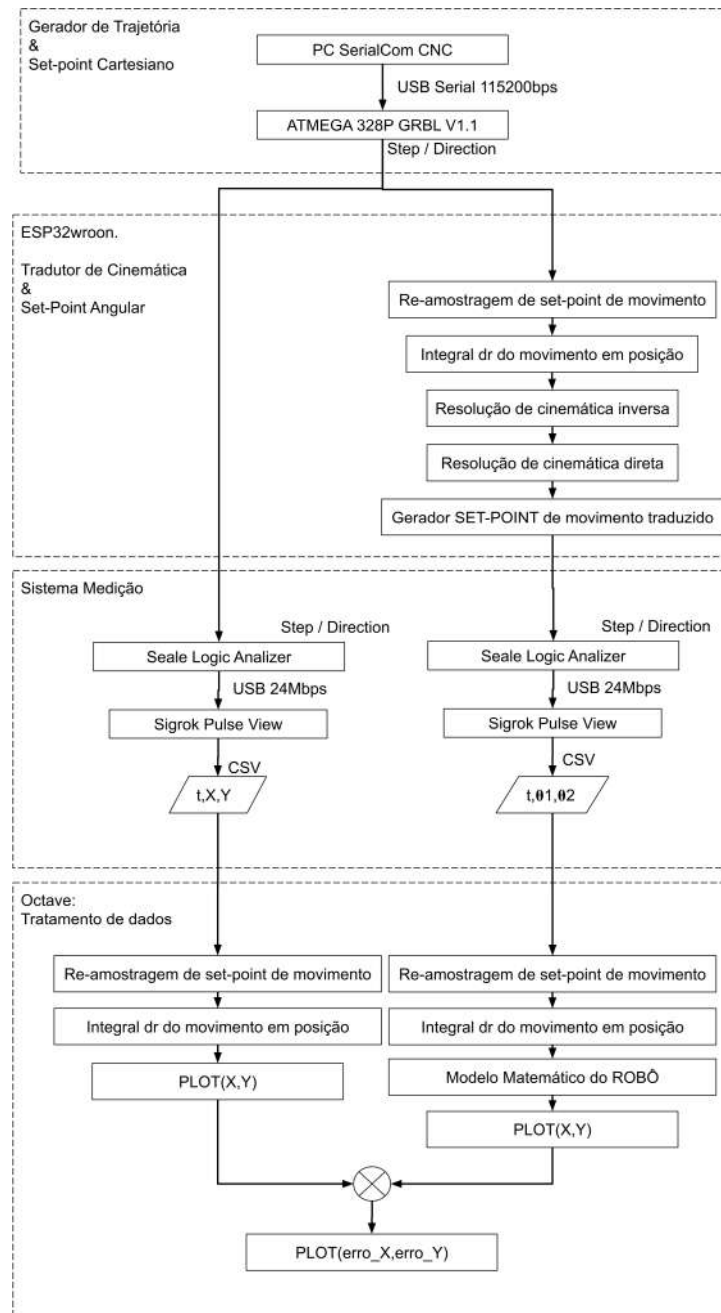 Gerador de Trajetória
&
Set-point Cartesiano
PC SerialCom CNC
USB Serial 115200bps
ATMEGA 328P GRBL V1.1
Step / Direction
ESP32wroon.
Tradutor de Cinemática
&
Set-Point Angular
Re-amostragem de set-point de movimento
Integral dr do movimento em posição
Resolução de cinemática inversa
Resolução de cinemática direta
Gerador SET-POINT de movimento traduzido
Sistema Medição
Step / Direction
Seale Logic Analizer
USB 24Mbps
Sigrok Pulse View
CSV
t,X,Y
Step / Direction
Seale Logic Analizer
USB 24Mbps
Sigrok Pulse View
CSV
t,θ1,θ2
Octave:
Tratamento de dados
Re-amostragem de set-point de movimento
Integral dr do movimento em posição
PLOT(X,Y)
Re-amostragem de set-point de movimento
Integral dr do movimento em posição
Modelo Matemático do ROBÔ
PLOT(X,Y)
PLOT(erro_X,erro_Y)